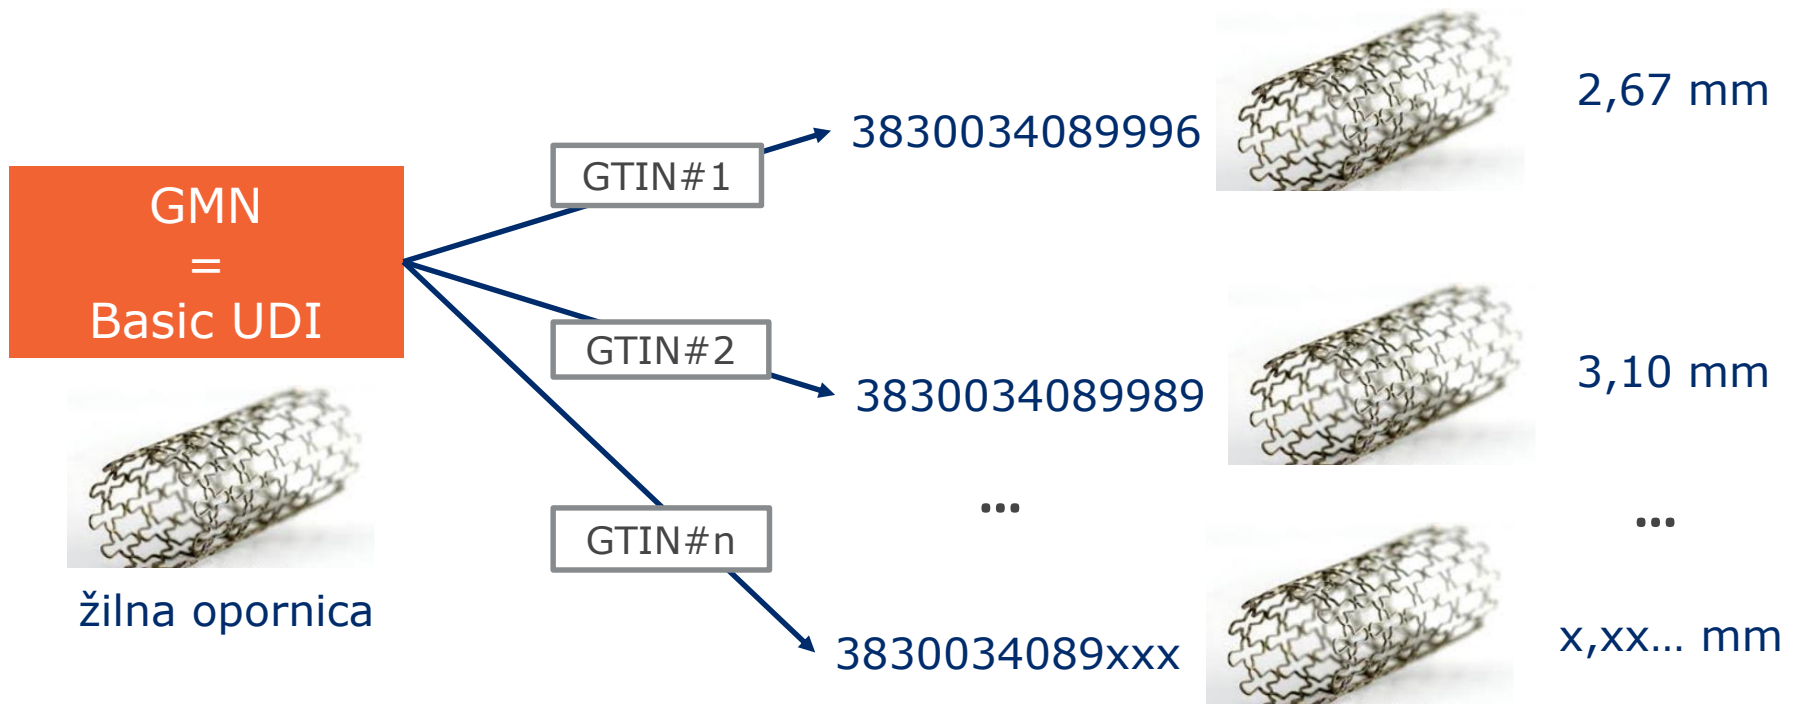 GMN
=
Basic UDI
žilna opornica
GTIN#1
3830034089996
2,67 mm
GTIN#2
3830034089989
3,10 mm
...
...
GTIN#n
3830034089xxx
x,xx... mm